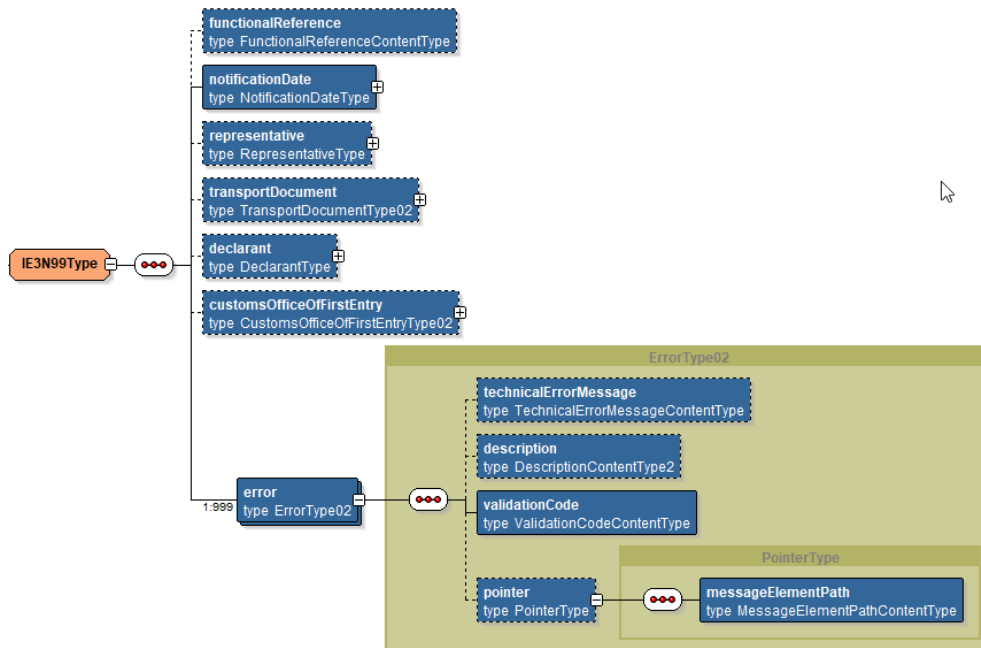 functionalReference
type FunctionalReferenceContentType
notificationDate
type NotificationDateType
representative
type RepresentativeType
transportDocument
type TransportDocumentType02
IE3N99Type
declarant
type DeclarantType
customsOfficeOfFirstEntry
type CustomsOfficeOfFirstEntryType02
ErrorType02
technicalErrorMessage
type TechnicalErrorMessageContentType
description
type DescriptionContentType2
1:999
error
type ErrorType02
validationCode
type ValidationCodeContentType
PointerType
pointer
type PointerType
messageElementPath
type MessageElementPathContentType